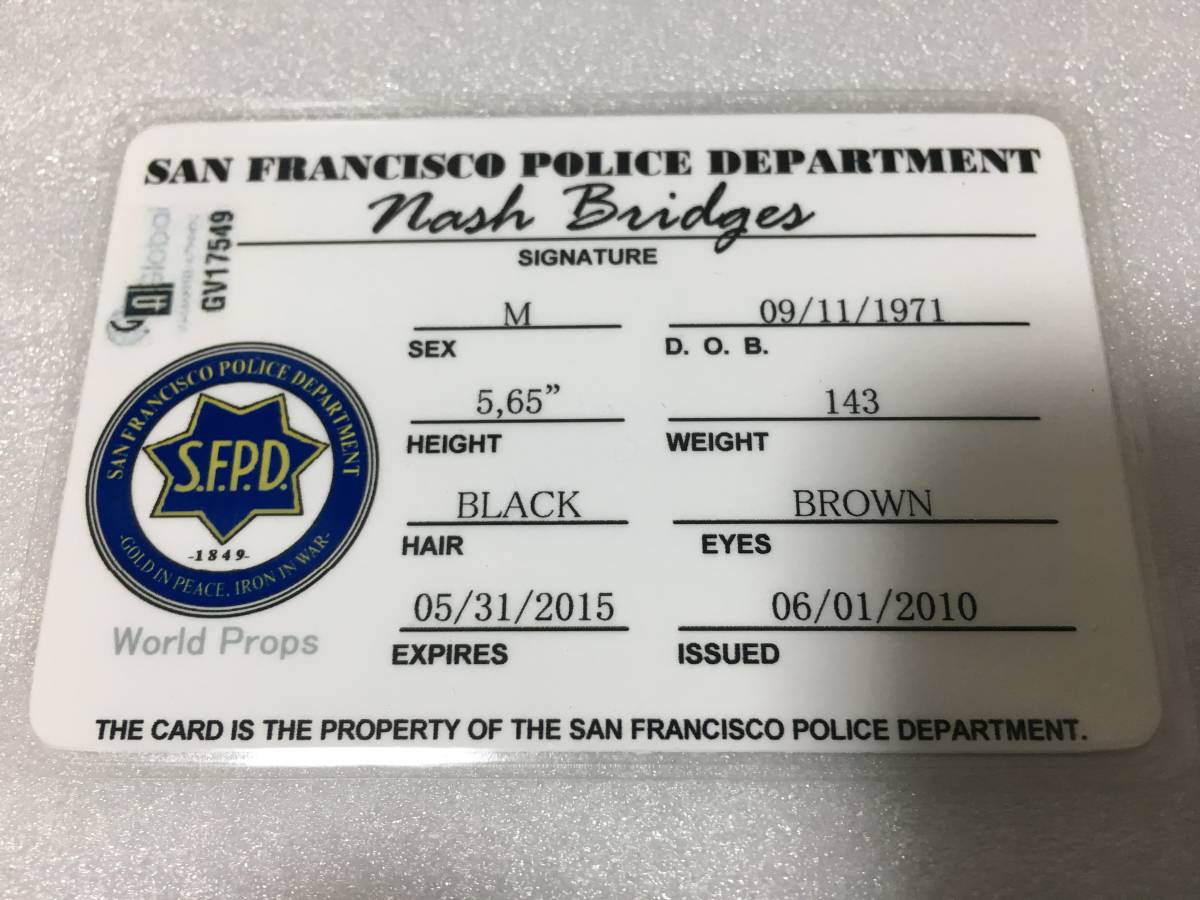 SAN FRANCISCO POLICE DEPARTMENT
Nash Bridges
SIGNATURE
Global
GV17549
M 09/11/1971
SEX D. O. B.
5,65” 143
HEIGHT WEIGHT
BLACK BROWN
HAIR EYES
05/31/2015 06/01/2010
EXPIRES ISSUED
SAN FRANCISCO POLICE DEPARTMENT
S.F.P.D.
-1849-
-GOLD IN PEACE, IRON IN WAR-
World Props
THE CARD IS THE PROPERTY OF THE SAN FRANCISCO POLICE DEPARTMENT.